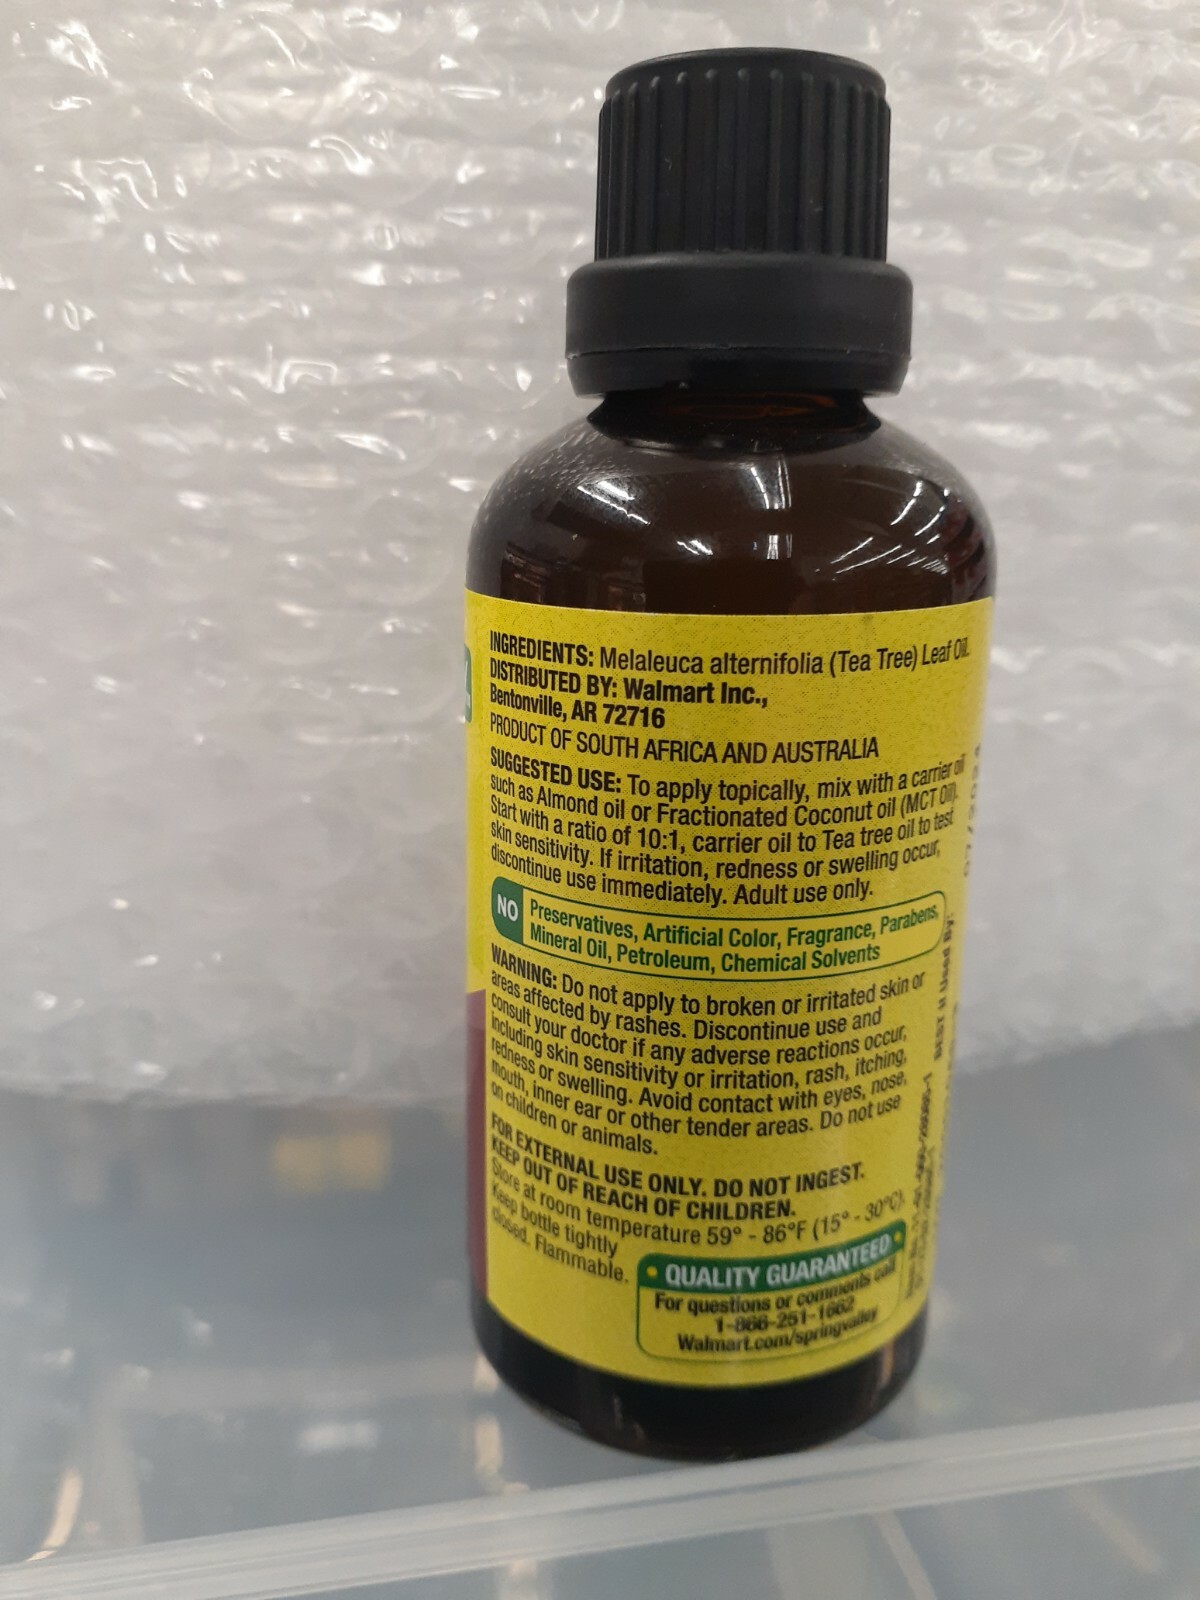 INGREDIENTS: Melaleuca alternifolia (Tea Tree) Leaf Oil.
DISTRIBUTED BY: Walmart Inc.,
Bentonville, AR 72716
PRODUCT OF SOUTH AFRICA AND AUSTRALIA
SUGGESTED USE: To apply topically, mix with a carrier oil
such as Almond oil or Fractionated Coconut oil (MCT Oil).
Start with a ratio of 10:1, carrier oil to Tea tree oil to test
skin sensitivity. If irritation, redness or swelling occur,
discontinue use immediately. Adult use only.
NO Preservatives, Artificial Color, Fragrance, Parabens,
Mineral Oil, Petroleum, Chemical Solvents
WARNING: Do not apply to broken or irritated skin or
areas affected by rashes. Discontinue use and
consult your doctor if any adverse reactions occur,
including skin sensitivity or irritation, rash, itching,
redness or swelling. Avoid contact with eyes, nose,
mouth, inner ear or other tender areas. Do not use
on children or animals.
FOR EXTERNAL USE ONLY. DO NOT INGEST.
KEEP OUT OF REACH OF CHILDREN.
Store at room temperature 59° - 86°F (15° - 30°C).
Keep bottle tightly
closed. Flammable.
• QUALITY GUARANTEED •
For questions or comments call
1-866-251-1662
Walmart.com/springvalley
BEST If Used By: